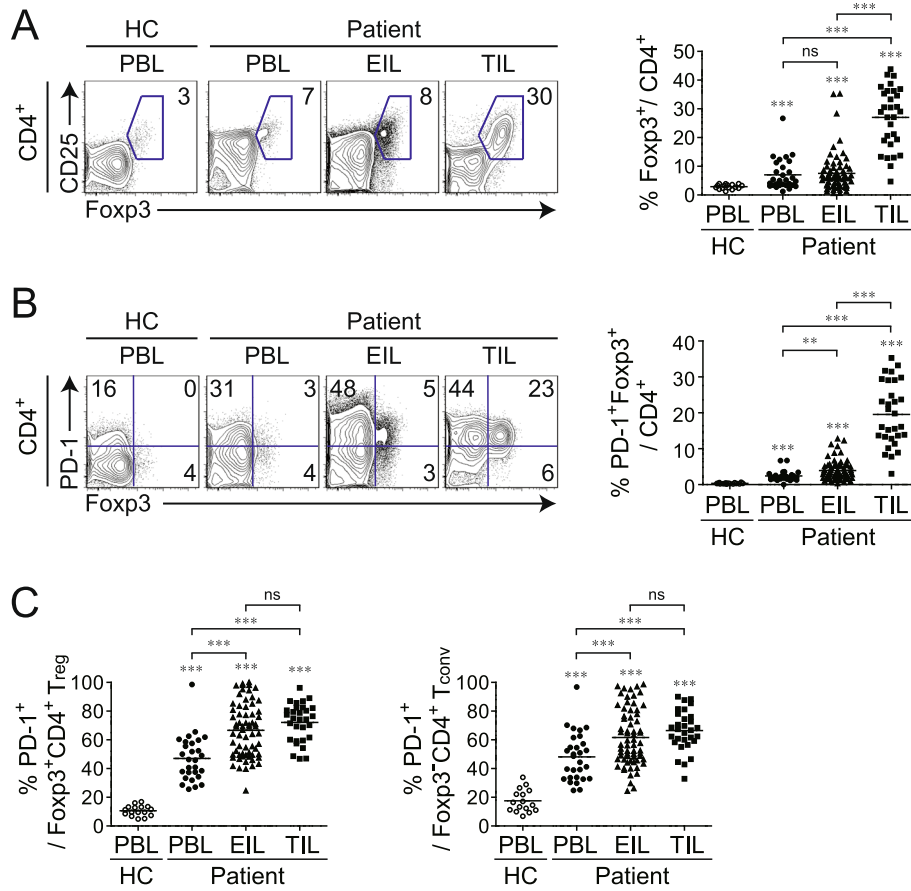 A
HC
Patient
PBL
PBL
EIL
TIL
CD4⁺
CD25
3
7
8
30
Foxp3
% Foxp3⁺/ CD4⁺
50
40
30
20
10
0
***
***
ns
***
***
***
PBL
PBL
EIL
TIL
HC
Patient
B
HC
Patient
PBL
PBL
EIL
TIL
CD4⁺
PD-1
16
0
4
31
3
4
48
5
3
44
23
6
Foxp3
% PD-1⁺Foxp3⁺
/ CD4⁺
40
30
20
10
0
***
***
**
***
***
***
PBL
PBL
EIL
TIL
HC
Patient
C
% PD-1⁺
/ Foxp3⁺CD4⁺ Treg
100
80
60
40
20
0
ns
***
***
***
***
***
PBL
PBL
EIL
TIL
HC
Patient
% PD-1⁺
/ Foxp3⁻CD4⁺ Tconv
100
80
60
40
20
0
ns
***
***
***
***
***
PBL
PBL
EIL
TIL
HC
Patient